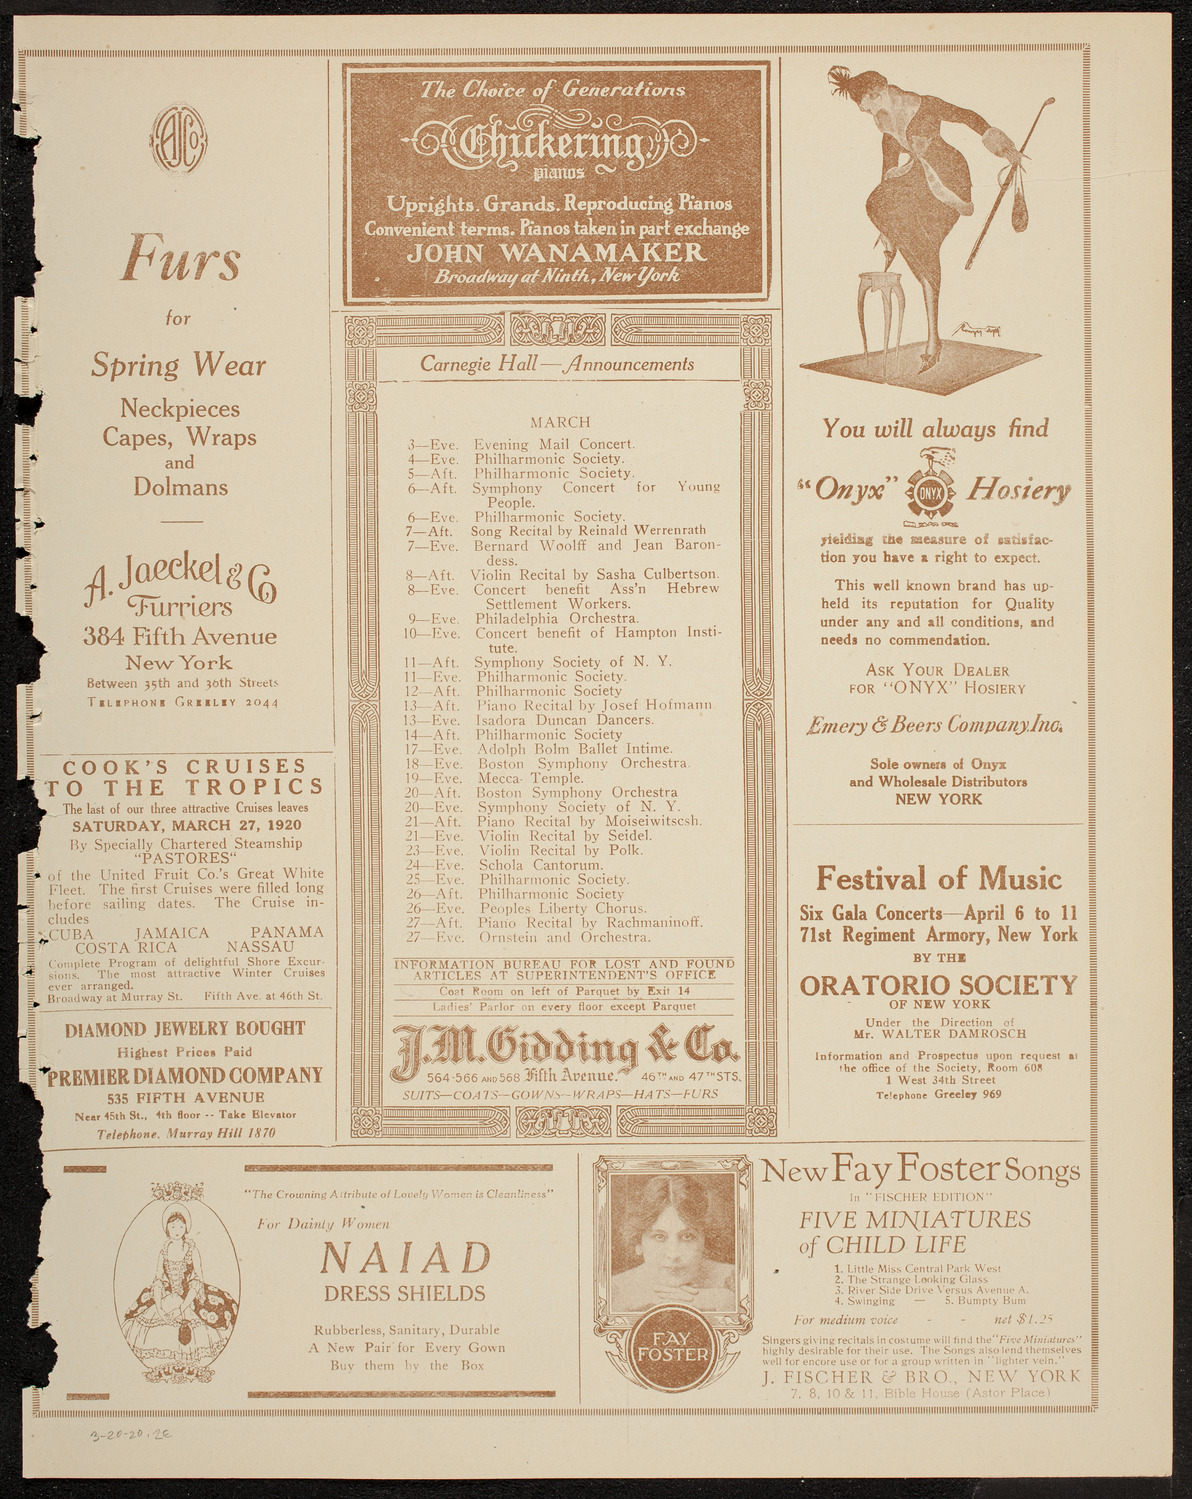 AJCo
Furs
for
Spring Wear
Neckpieces
Capes, Wraps
and
Dolmans
A. Jaeckel & Co
Furriers
384 Fifth Avenue
New York
Between 35th and 36th Streets
TELEPHONE GREELEY 2044
COOK'S CRUISES
TO THE TROPICS
The last of our three attractive Cruises leaves
SATURDAY, MARCH 27, 1920
By Specially Chartered Steamship
"PASTORES"
of the United Fruit Co.'s Great White
Fleet. The first Cruises were filled long
before sailing dates. The Cruise in-
cludes
CUBA JAMAICA PANAMA
COSTA RICA NASSAU
Complete Program of delightful Shore Excur-
sions. The most attractive Winter Cruises
ever arranged.
Broadway at Murray St. Fifth Ave. at 46th St.
DIAMOND JEWELRY BOUGHT
Highest Prices Paid
PREMIER DIAMOND COMPANY
535 FIFTH AVENUE
Near 45th St., 4th floor -- Take Elevator
Telephone, Murray Hill 1870
The Choice of Generations
Chickering
pianos
Uprights. Grands. Reproducing Pianos
Convenient terms. Pianos taken in part exchange
JOHN WANAMAKER
Broadway at Ninth, New York
Carnegie Hall—Announcements
MARCH
3—Eve. Evening Mail Concert.
4—Eve. Philharmonic Society.
5—Aft. Philharmonic Society.
6—Aft. Symphony Concert for Young
People.
6—Eve. Philharmonic Society.
7—Aft. Song Recital by Reinald Werrenrath
7—Eve. Bernard Woolff and Jean Baron-
dess.
8—Aft. Violin Recital by Sasha Culbertson.
8—Eve. Concert benefit Ass'n Hebrew
Settlement Workers.
9—Eve. Philadelphia Orchestra.
10—Eve. Concert benefit of Hampton Insti-
tute.
11—Aft. Symphony Society of N. Y.
11—Eve. Philharmonic Society.
12—Aft. Philharmonic Society
13—Aft. Piano Recital by Josef Hofmann
13—Eve. Isadora Duncan Dancers.
14—Aft. Philharmonic Society
17—Eve. Adolph Bolm Ballet Intime.
18—Eve. Boston Symphony Orchestra.
19—Eve. Mecca- Temple.
20—Aft. Boston Symphony Orchestra
20—Eve. Symphony Society of N. Y.
21—Aft. Piano Recital by Moiseiwitscsh.
21—Eve. Violin Recital by Seidel.
23—Eve. Violin Recital by Polk.
24—Eve. Schola Cantorum.
25—Eve. Philharmonic Society.
26—Aft. Philharmonic Society
26—Eve. Peoples Liberty Chorus.
27—Aft. Piano Recital by Rachmaninoff.
27—Eve. Ornstein and Orchestra.
INFORMATION BUREAU FOR LOST AND FOUND
ARTICLES AT SUPERINTENDENT'S OFFICE
Coat Room on left of Parquet by Exit 14
Ladies' Parlor on every floor except Parquet
J.M. Gidding & Co.
564-566 AND 568 Fifth Avenue. 46TH AND 47TH STS.
SUITS—COATS—GOWNS—WRAPS—HATS—FURS
You will always find
"Onyx" ONYX Hosiery
yielding the measure of satisfac-
tion you have a right to expect.
This well known brand has up-
held its reputation for Quality
under any and all conditions, and
needs no commendation.
ASK YOUR DEALER
FOR "ONYX" HOSIERY
Emery & Beers Company, Inc.
Sole owners of Onyx
and Wholesale Distributors
NEW YORK
Festival of Music
Six Gala Concerts—April 6 to 11
71st Regiment Armory, New York
BY THE
ORATORIO SOCIETY
OF NEW YORK
Under the Direction of
Mr. WALTER DAMROSCH
Information and Prospectus upon request at
the office of the Society, Room 608
1 West 34th Street
Telephone Greeley 969
"The Crowning Attribute of Lovely Women is Cleanliness"
For Dainty Women
NAIAD
DRESS SHIELDS
Rubberless, Sanitary, Durable
A New Pair for Every Gown
Buy them by the Box
FAY
FOSTER
New Fay Foster Songs
In "FISCHER EDITION"
FIVE MINIATURES
of CHILD LIFE
1. Little Miss Central Park West
2. The Strange Looking Glass
3. River Side Drive Versus Avenue A.
4. Swinging — 5. Bumpty Bum
For medium voice - - net $1.25
Singers giving recitals in costume will find the "Five Miniatures"
highly desirable for their use. The Songs also lend themselves
well for encore use or for a group written in "lighter vein."
J. FISCHER & BRO., NEW YORK
7, 8, 10 & 11, Bible House (Astor Place)
3-20-20.2E